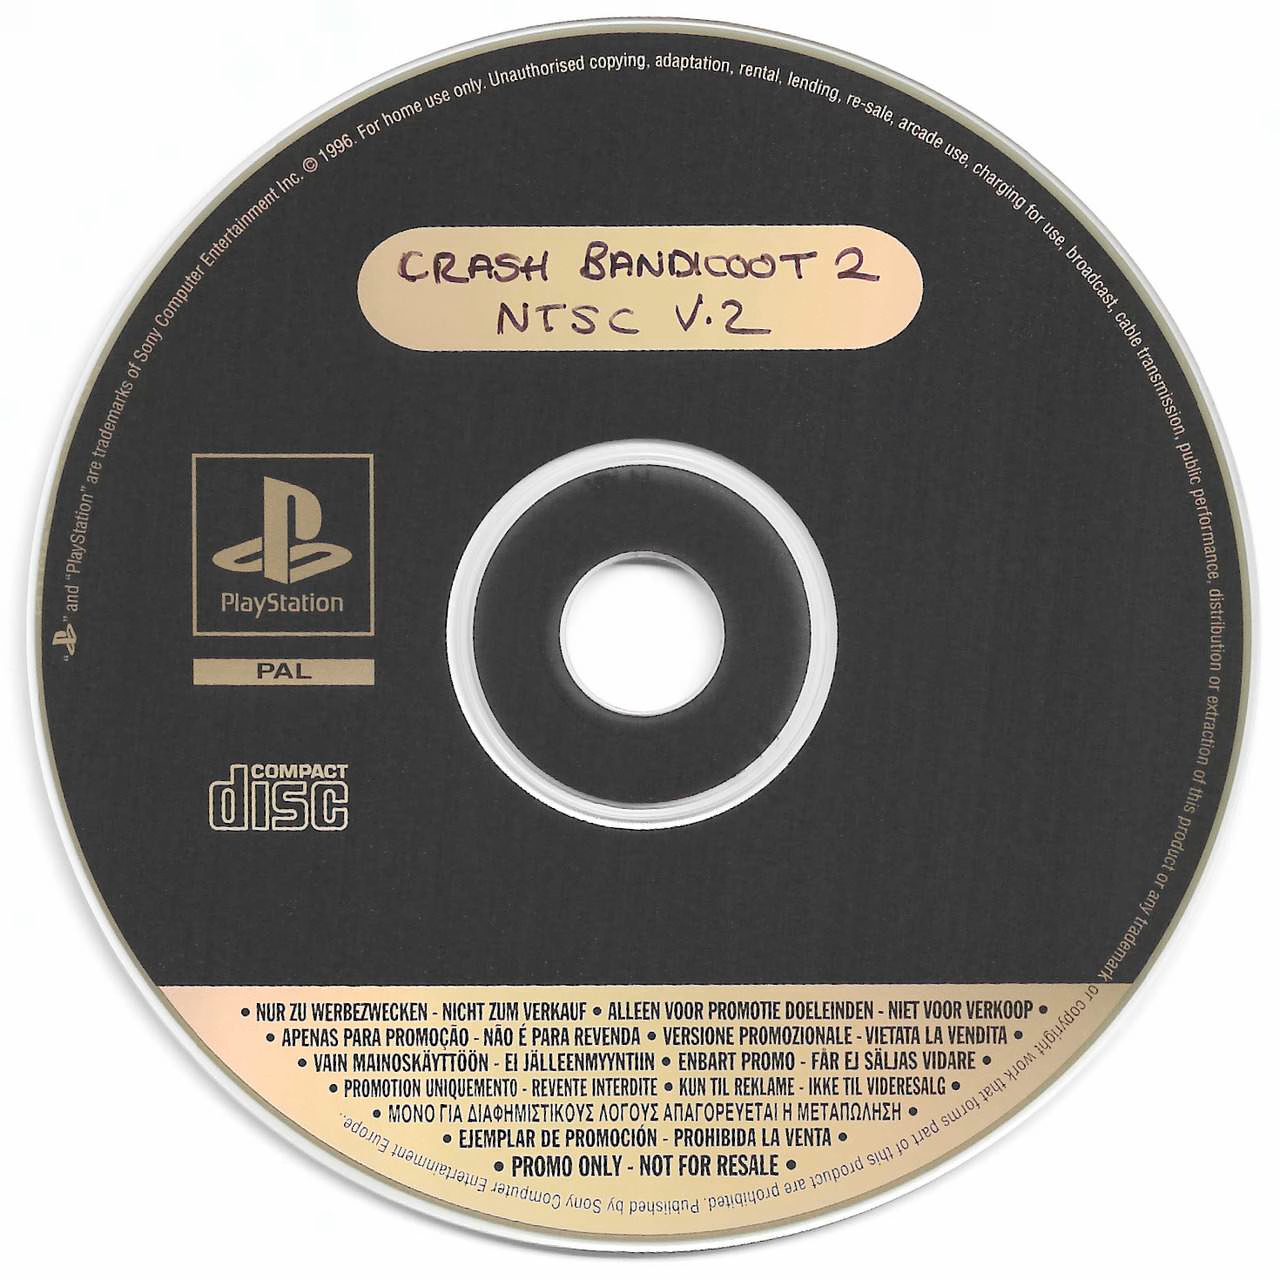 CRASH BANDICOOT 2
NTSC V.2
PlayStation
PAL
COMPACT
disc
• NUR ZU WERBEZWECKEN - NICHT ZUM VERKAUF • ALLEEN VOOR PROMOTIE DOELEINDEN - NIET VOOR VERKOOP •
• APENAS PARA PROMOÇÃO - NÃO É PARA REVENDA • VERSIONE PROMOZIONALE - VIETATA LA VENDITA •
• VAIN MAINOSKÄYTTÖÖN - EI JÄLLEENMYYNTIIN • ENBART PROMO - FÅR EJ SÄLJAS VIDARE •
• PROMOTION UNIQUEMENTO - REVENTE INTERDITE • KUN TIL REKLAME - IKKE TIL VIDERESALG •
• ΜΟΝΟ ΓΙΑ ΔΙΑΦΗΜΙΣΤΙΚΟΥΣ ΛΟΓΟΥΣ ΑΠΑΓΟΡΕΥΕΤΑΙ Η ΜΕΤΑΠΩΛΗΣΗ •
• EJEMPLAR DE PROMOCIÓN - PROHIBIDA LA VENTA •
• PROMO ONLY - NOT FOR RESALE •
" " and "PlayStation" are trademarks of Sony Computer Entertainment Inc. © 1996. For home use only. Unauthorised copying, adaptation, rental, lending, re-sale, arcade use, charging for use, broadcast, cable transmission, public performance, distribution or extraction of this product or any trademark or copyright work that forms part of this product are prohibited. Published by Sony Computer Entertainment Europe..